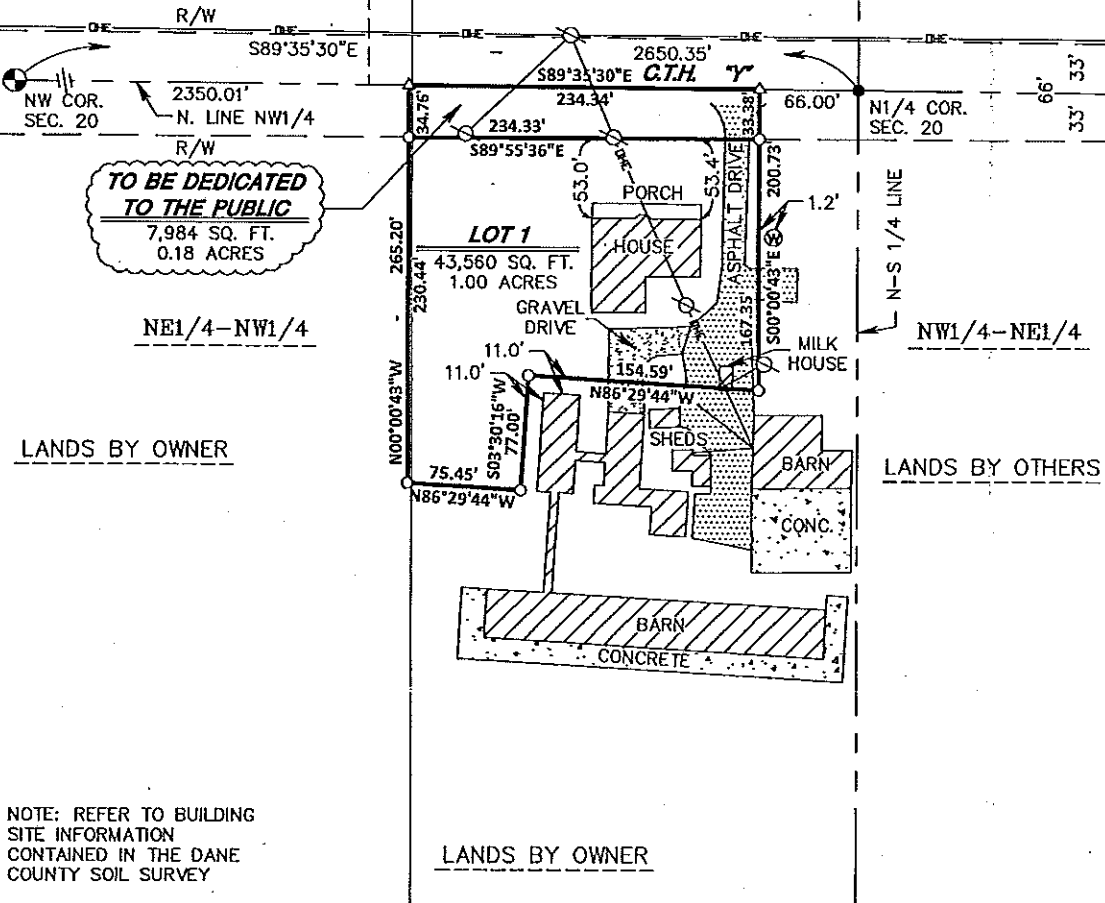 R/W
OHE
OHE
OHE
OHE
OHE
S89°35'30"E
2650.35'
S89°35'30"E
C.T.H. "Y"
NW COR.
SEC. 20
2350.01'
N. LINE NW1/4
234.34'
66.00'
N1/4 COR.
SEC. 20
66'
33'
33'
34.76'
33.38'
R/W
234.33'
S89°55'36"E
TO BE DEDICATED
TO THE PUBLIC
7,984 SQ. FT.
0.18 ACRES
53.0'
OHE
53.4'
PORCH
ASPHALT DRIVE
200.73'
1.2'
W
N-S 1/4 LINE
LOT 1
43,560 SQ. FT.
1.00 ACRES
HOUSE
265.20'
230.44'
S00°00'43"E
167.35'
GRAVEL
DRIVE
OHE
NE1/4-NW1/4
NW1/4-NE1/4
MILK
HOUSE
11.0'
11.0'
154.59'
N86°29'44"W
N00°00'43"W
S03°30'16"W
77.00'
SHEDS
BARN
LANDS BY OWNER
LANDS BY OTHERS
75.45'
N86°29'44"W
CONC.
BARN
CONCRETE
NOTE: REFER TO BUILDING
SITE INFORMATION
CONTAINED IN THE DANE
COUNTY SOIL SURVEY
LANDS BY OWNER